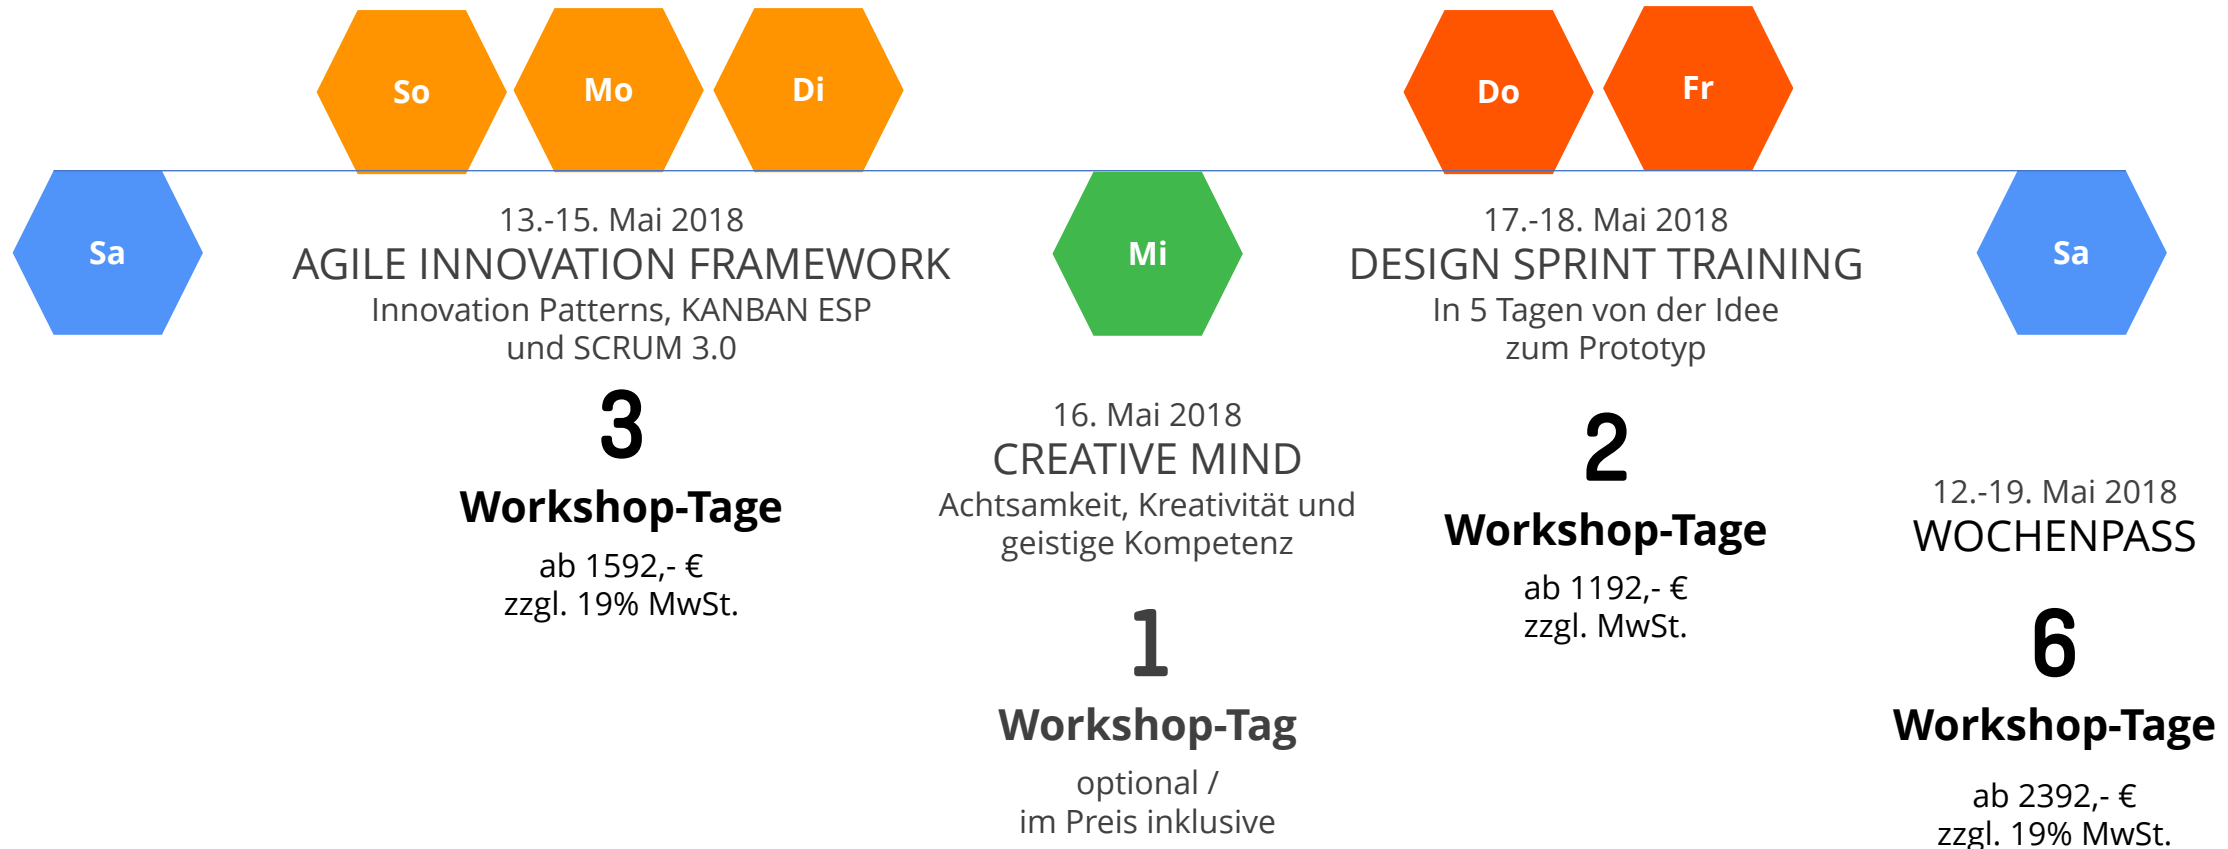 So
Mo
Di
Do
Fr
Sa
Mi
Sa
13.-15. Mai 2018
AGILE INNOVATION FRAMEWORK
Innovation Patterns, KANBAN ESP
und SCRUM 3.0
3
Workshop-Tage
ab 1592,- €
zzgl. 19% MwSt.
16. Mai 2018
CREATIVE MIND
Achtsamkeit, Kreativität und
geistige Kompetenz
1
Workshop-Tag
optional /
im Preis inklusive
17.-18. Mai 2018
DESIGN SPRINT TRAINING
In 5 Tagen von der Idee
zum Prototyp
2
Workshop-Tage
ab 1192,- €
zzgl. MwSt.
12.-19. Mai 2018
WOCHENPASS
6
Workshop-Tage
ab 2392,- €
zzgl. 19% MwSt.